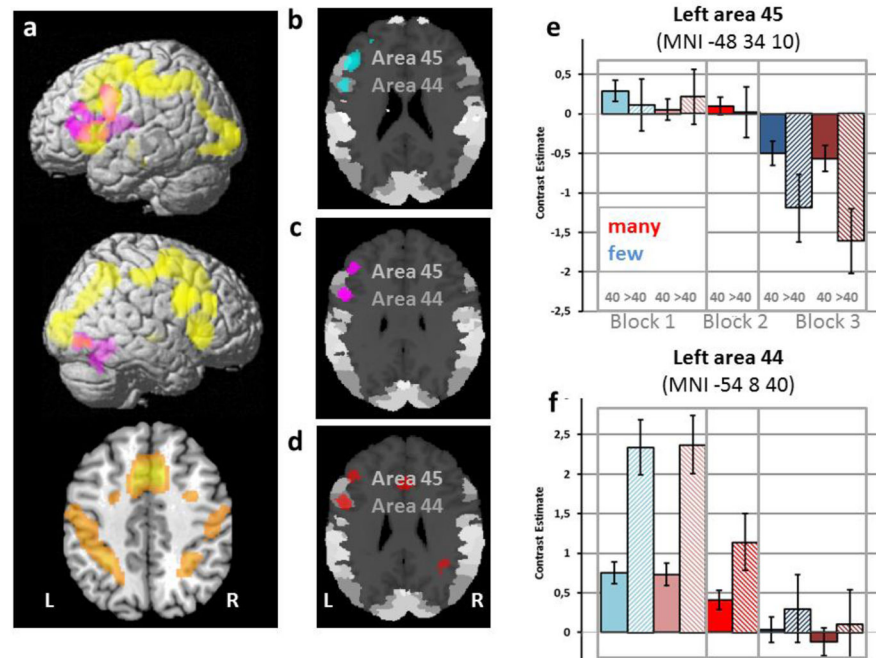 a
L R
b
Area 45
Area 44
c
Area 45
Area 44
d
Area 45
Area 44
L R
e
Left area 45
(MNI -48 34 10)
Contrast Estimate
0,5
0
-0,5
-1
-1,5
-2
-2,5
many
few
40 >40 40 >40 40 >40 40 >40 40 >40
Block 1 Block 2 Block 3
f
Left area 44
(MNI -54 8 40)
Contrast Estimate
2,5
2
1,5
1
0,5
0